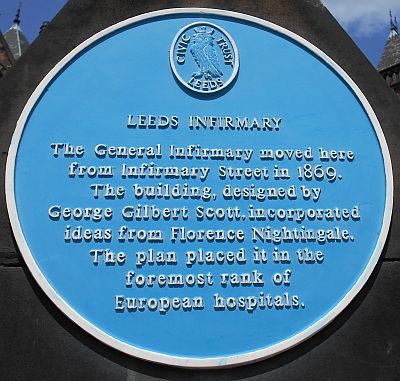 CIVIC TRUST
LEEDS
LEEDS INFIRMARY
The General Infirmary moved here
from Infirmary Street in 1869.
The building, designed by
George Gilbert Scott, incorporated
ideas from Florence Nightingale.
The plan placed it in the
foremost rank of
European hospitals.